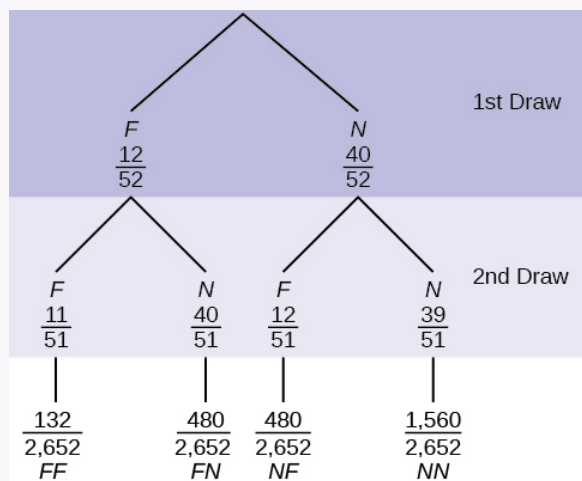 1st Draw
F N
12/52 40/52
2nd Draw
F N F N
11/51 40/51 12/51 39/51
132/2,652 480/2,652 480/2,652 1,560/2,652
FF FN NF NN